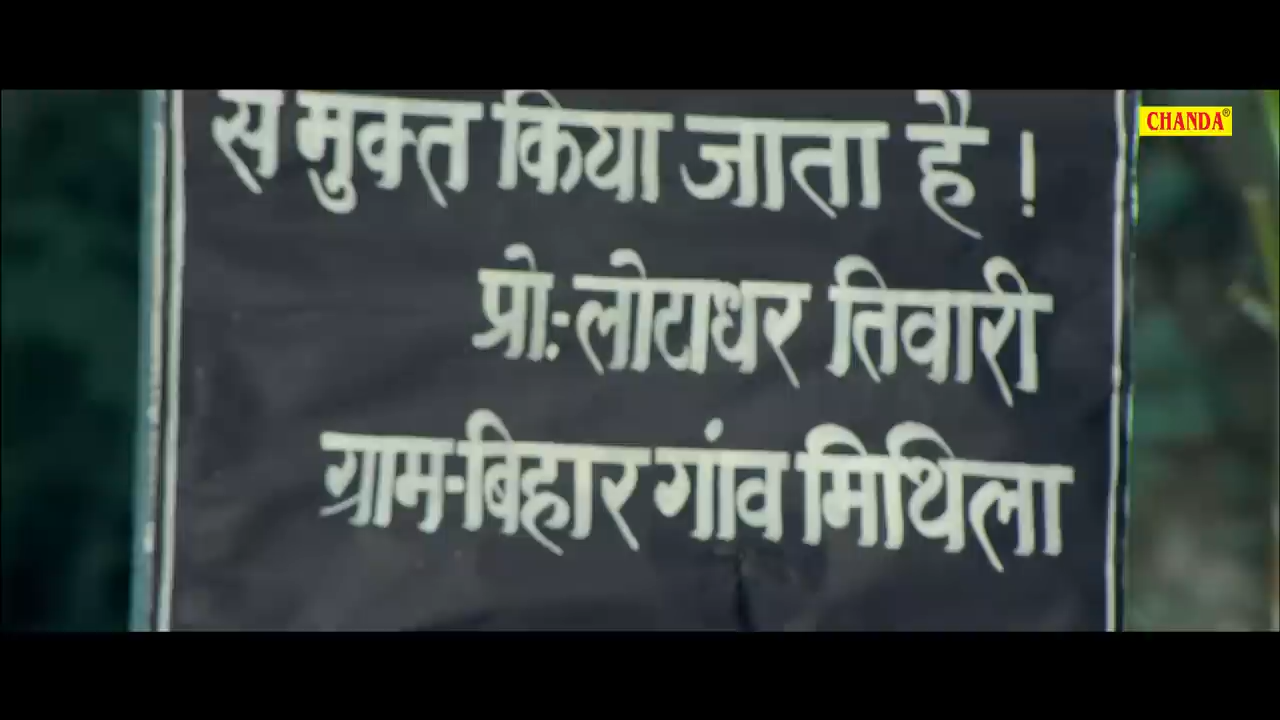 से मुक्त किया जाता है !
प्रो:-लोटाधर तिवारी
ग्राम-बिहार गांव मिथिला
CHANDA®